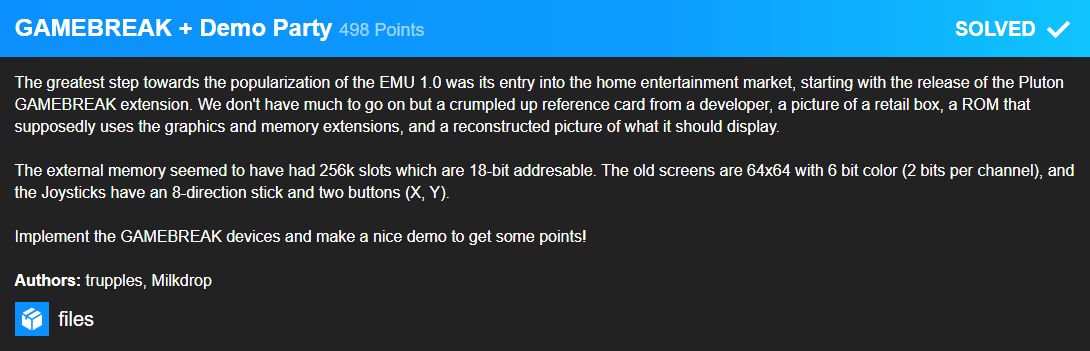 GAMEBREAK + Demo Party 498 Points SOLVED
The greatest step towards the popularization of the EMU 1.0 was its entry into the home entertainment market, starting with the release of the Pluton
GAMEBREAK extension. We don't have much to go on but a crumpled up reference card from a developer, a picture of a retail box, a ROM that
supposedly uses the graphics and memory extensions, and a reconstructed picture of what it should display.
The external memory seemed to have had 256k slots which are 18-bit addresable. The old screens are 64x64 with 6 bit color (2 bits per channel), and
the Joysticks have an 8-direction stick and two buttons (X, Y).
Implement the GAMEBREAK devices and make a nice demo to get some points!
Authors: trupples, Milkdrop
files